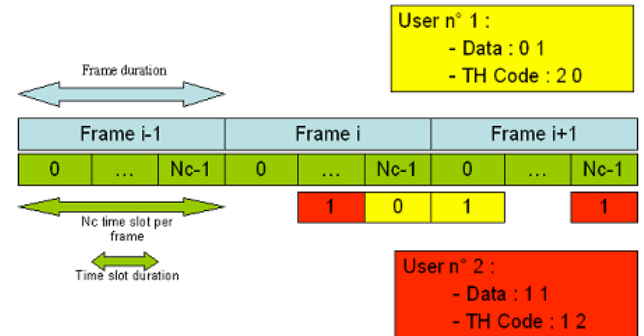 User n° 1 :
- Data : 0 1
- TH Code : 2 0
Frame duration
Frame i-1 Frame i Frame i+1
0 ... Nc-1 0 ... Nc-1 0 ... Nc-1
1 0 1 1
Nc time slot per
frame
Time slot duration
User n° 2 :
- Data : 1 1
- TH Code : 1 2